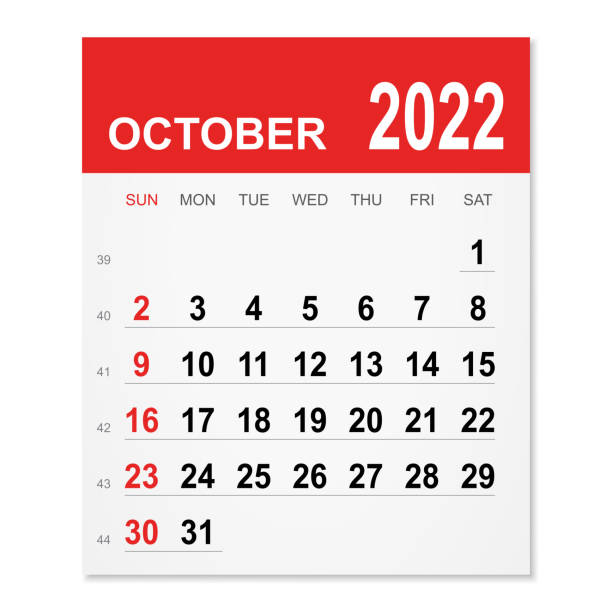 OCTOBER 2022
SUN MON TUE WED THU FRI SAT
39 1
40 2 3 4 5 6 7 8
41 9 10 11 12 13 14 15
42 16 17 18 19 20 21 22
43 23 24 25 26 27 28 29
44 30 31